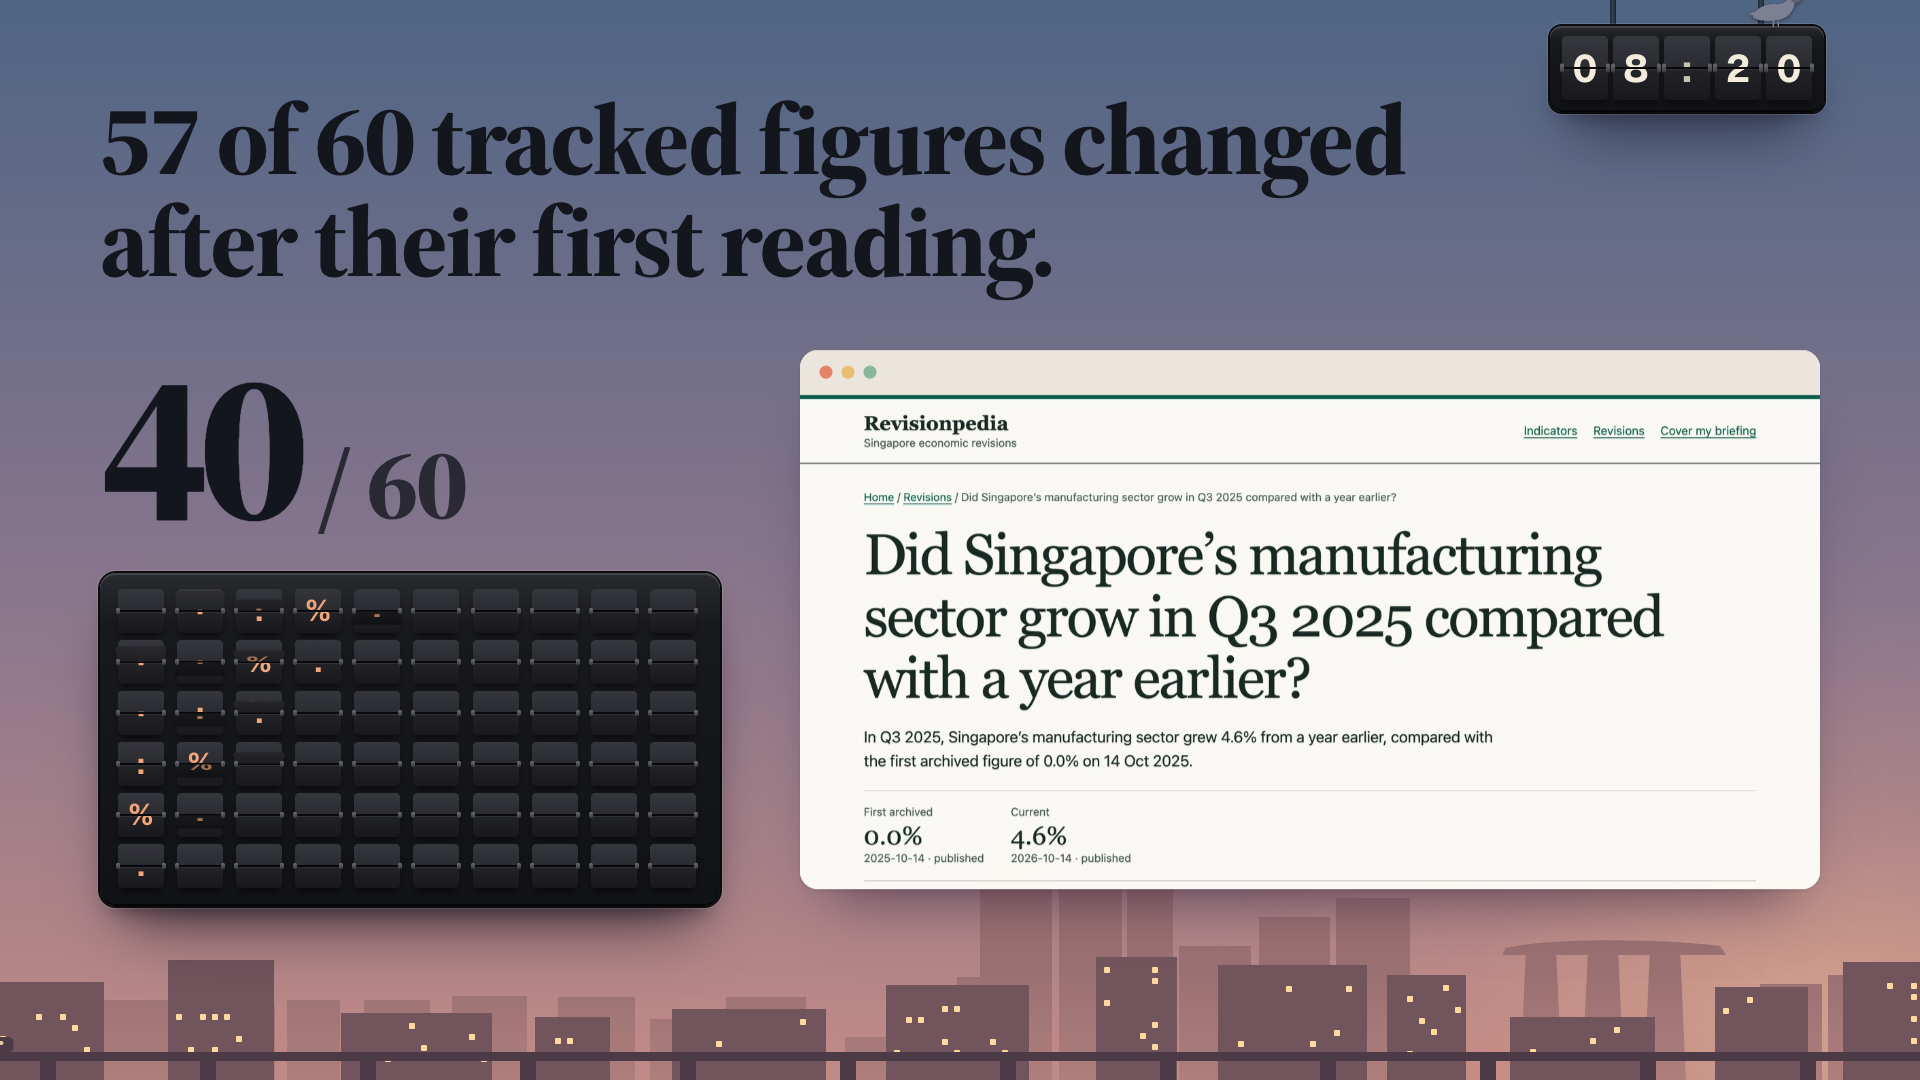 08:20
57 of 60 tracked figures changed
after their first reading.
40 / 60
- : % -
- - % .
- : .
: %
% -
.
Revisionpedia
Singapore economic revisions
Indicators Revisions Cover my briefing
Home / Revisions / Did Singapore's manufacturing sector grow in Q3 2025 compared with a year earlier?
Did Singapore’s manufacturing
sector grow in Q3 2025 compared
with a year earlier?
In Q3 2025, Singapore's manufacturing sector grew 4.6% from a year earlier, compared with
the first archived figure of 0.0% on 14 Oct 2025.
First archived Current
0.0% 4.6%
2025-10-14 · published 2026-10-14 · published